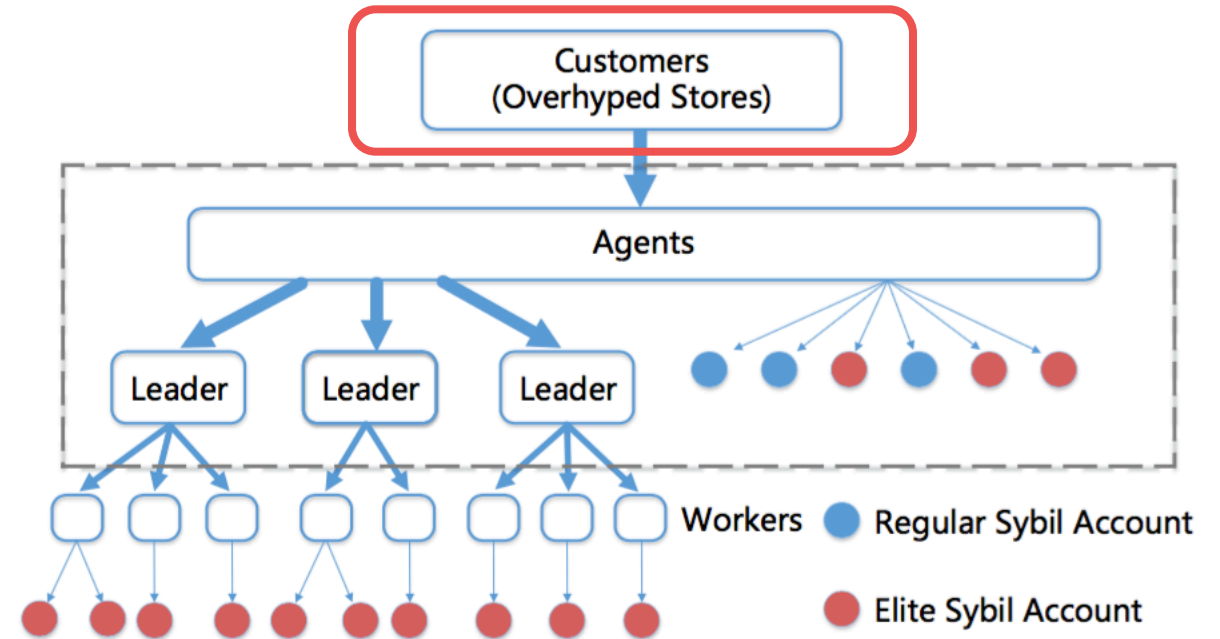 Customers
(Overhyped Stores)
Agents
Leader
Leader
Leader
Workers
Regular Sybil Account
Elite Sybil Account